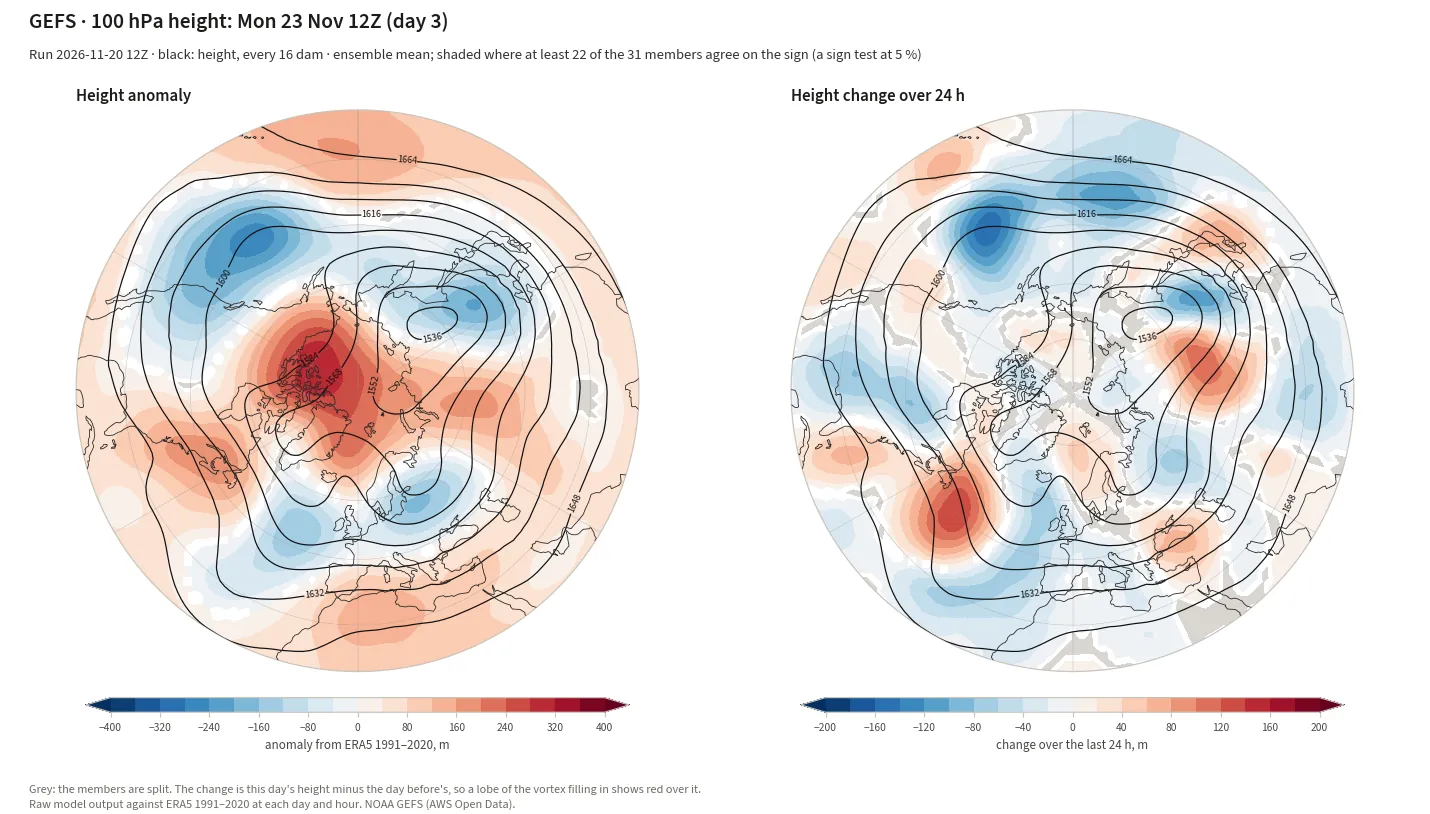 GEFS · 100 hPa height: Mon 23 Nov 12Z (day 3)
Run 2026-11-20 12Z · black: height, every 16 dam · ensemble mean; shaded where at least 22 of the 31 members agree on the sign (a sign test at 5 %)
Height anomaly
Height change over 24 h
1664
1616
1600
1536
1584
1568
1552
1648
1632
1664
1616
1600
1536
1584
1568
1552
1648
1632
−400 −320 −240 −160 −80 0 80 160 240 320 400
anomaly from ERA5 1991–2020, m
−200 −160 −120 −80 −40 0 40 80 120 160 200
change over the last 24 h, m
Grey: the members are split. The change is this day's height minus the day before's, so a lobe of the vortex filling in shows red over it.
Raw model output against ERA5 1991–2020 at each day and hour. NOAA GEFS (AWS Open Data).